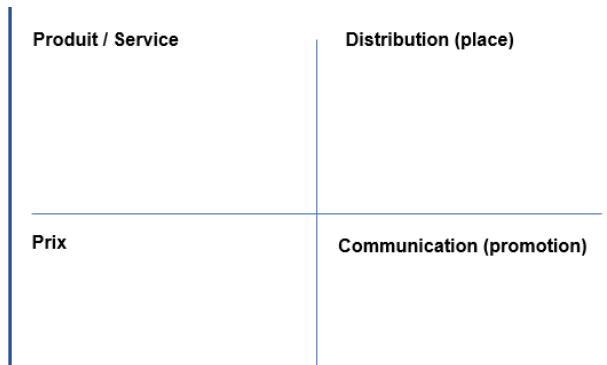 Produit / Service
Distribution (place)
Prix
Communication (promotion)